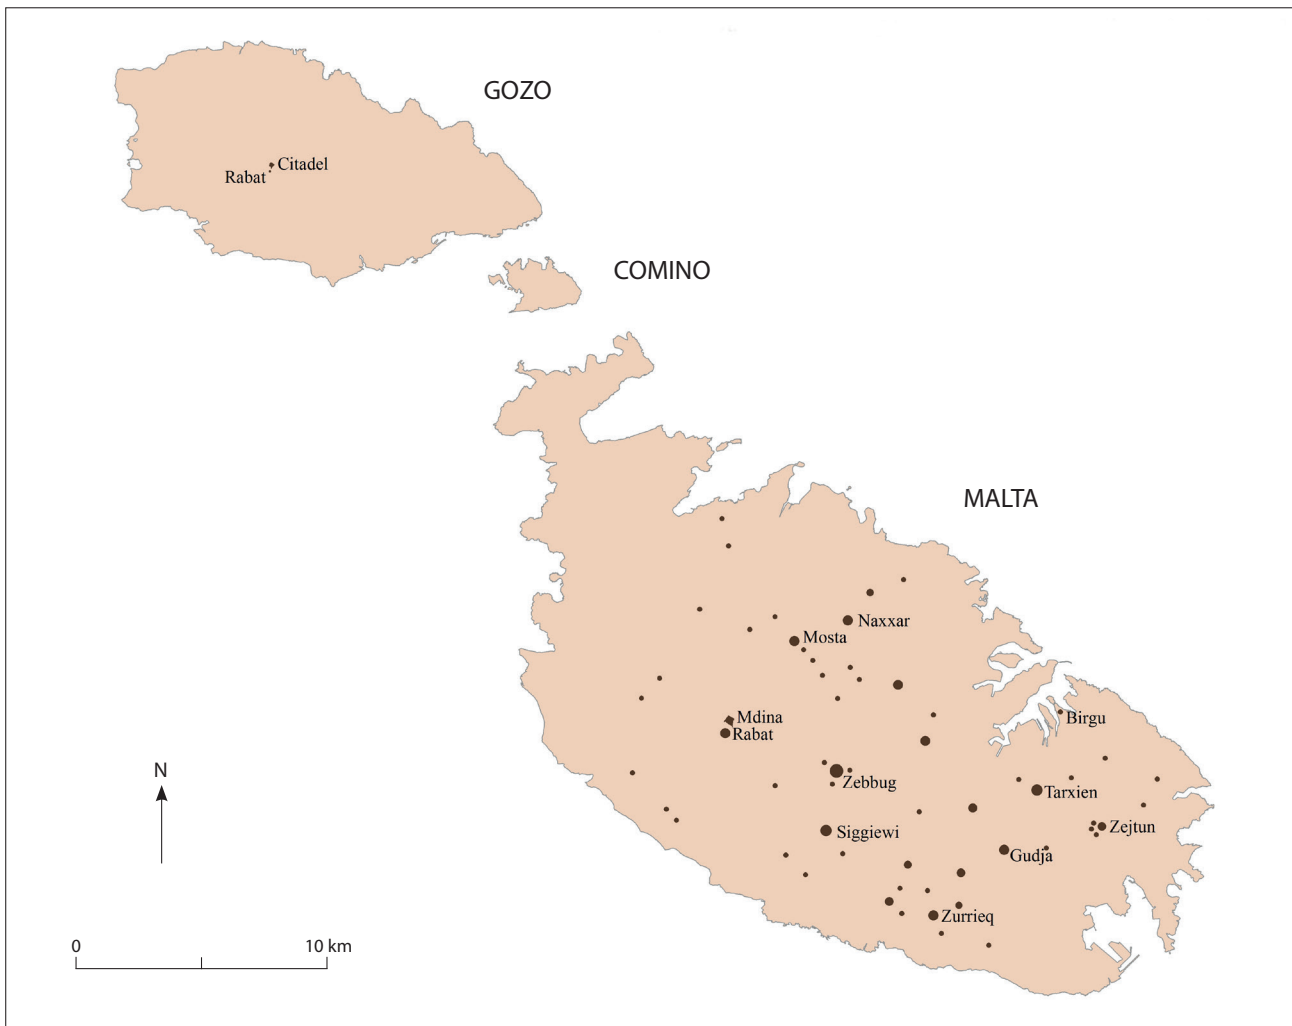 GOZO
Citadel
Rabat
COMINO
MALTA
Naxxar
Mosta
Mdina
Rabat
Birgu
Zebbug
Tarxien
Siggiewi
Zejtun
Gudja
Zurrieq
N
0 10 km